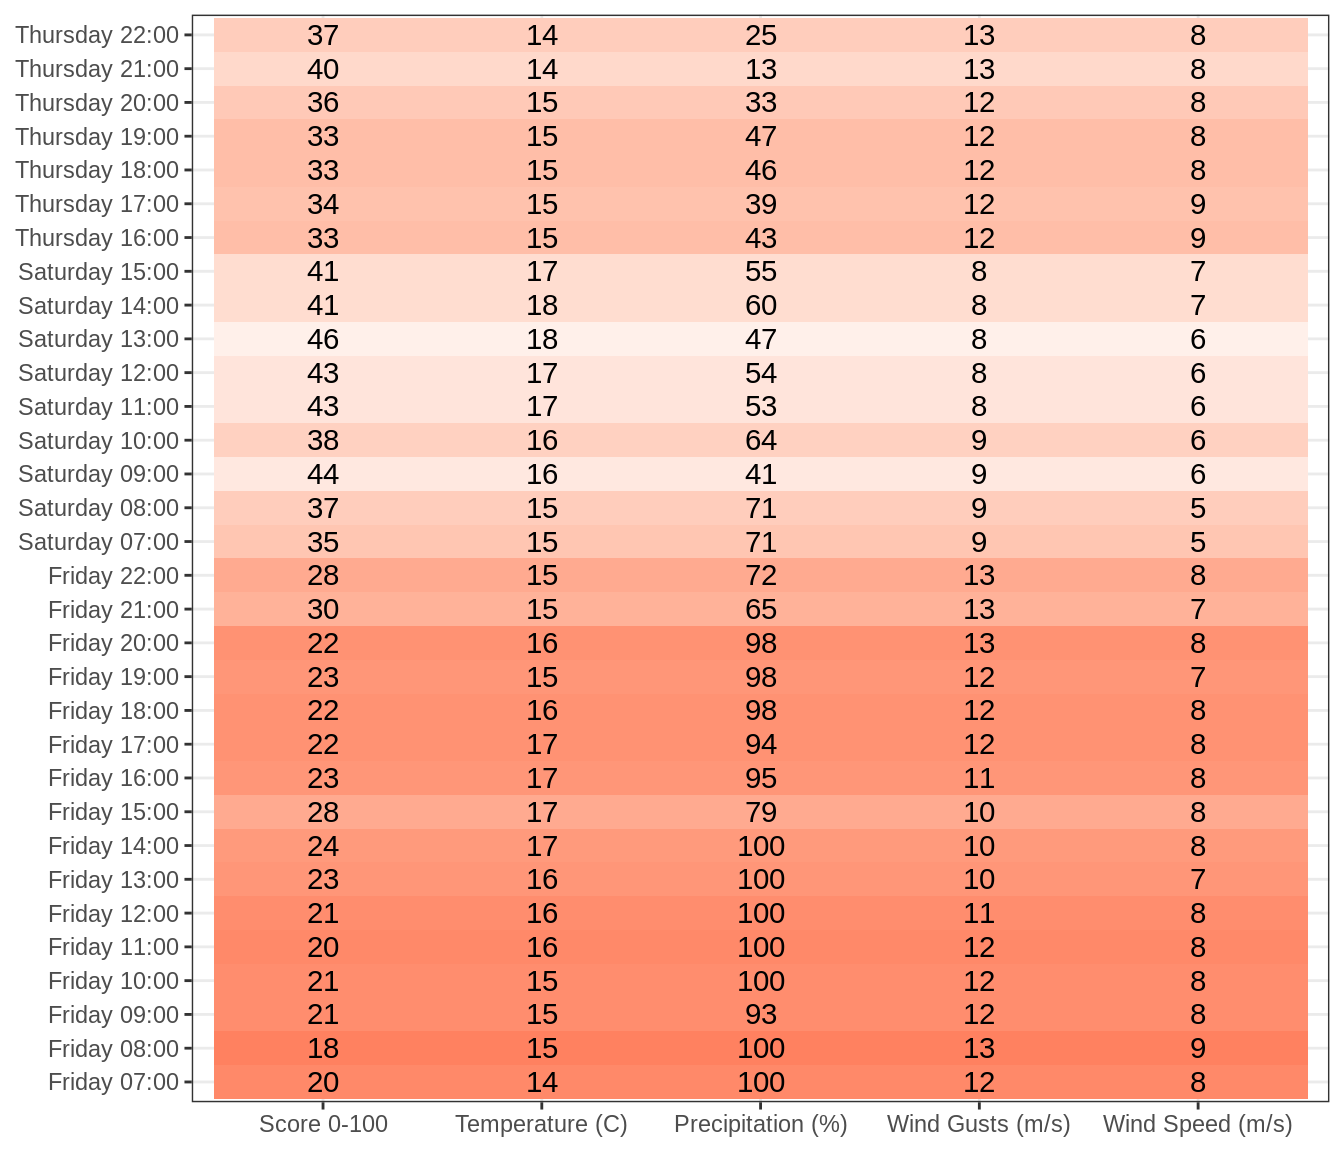 Thursday 22:00 37 14 25 13 8
Thursday 21:00 40 14 13 13 8
Thursday 20:00 36 15 33 12 8
Thursday 19:00 33 15 47 12 8
Thursday 18:00 33 15 46 12 8
Thursday 17:00 34 15 39 12 9
Thursday 16:00 33 15 43 12 9
Saturday 15:00 41 17 55 8 7
Saturday 14:00 41 18 60 8 7
Saturday 13:00 46 18 47 8 6
Saturday 12:00 43 17 54 8 6
Saturday 11:00 43 17 53 8 6
Saturday 10:00 38 16 64 9 6
Saturday 09:00 44 16 41 9 6
Saturday 08:00 37 15 71 9 5
Saturday 07:00 35 15 71 9 5
Friday 22:00 28 15 72 13 8
Friday 21:00 30 15 65 13 7
Friday 20:00 22 16 98 13 8
Friday 19:00 23 15 98 12 7
Friday 18:00 22 16 98 12 8
Friday 17:00 22 17 94 12 8
Friday 16:00 23 17 95 11 8
Friday 15:00 28 17 79 10 8
Friday 14:00 24 17 100 10 8
Friday 13:00 23 16 100 10 7
Friday 12:00 21 16 100 11 8
Friday 11:00 20 16 100 12 8
Friday 10:00 21 15 100 12 8
Friday 09:00 21 15 93 12 8
Friday 08:00 18 15 100 13 9
Friday 07:00 20 14 100 12 8
Score 0-100 Temperature (C) Precipitation (%) Wind Gusts (m/s) Wind Speed (m/s)